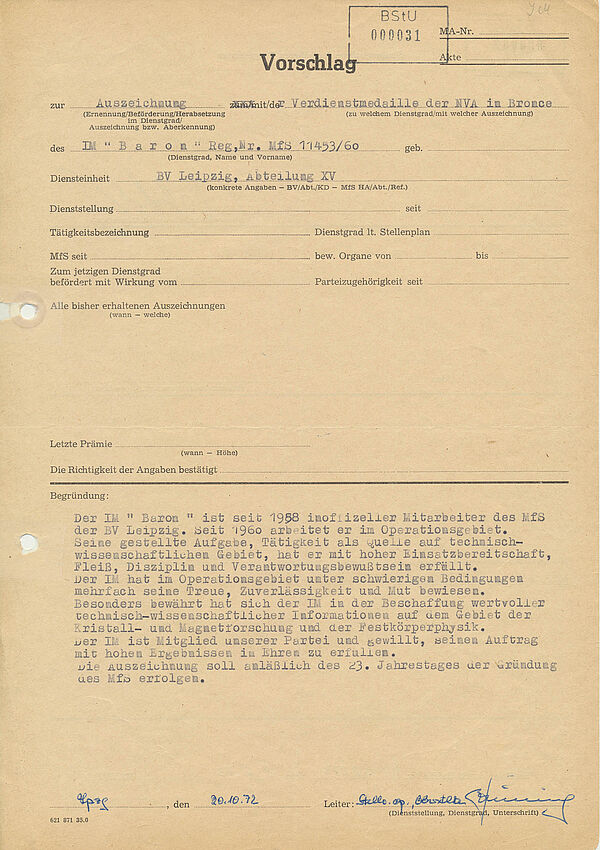 BStU
000031
MA-Nr.
Akte
Vorschlag
zur Auszeichnung zum/mit/der Verdienstmedaille der NVA in Bronce
(Ernennung/Beförderung/Herabsetzung
im Dienstgrad/
Auszeichnung bzw. Aberkennung)
(zu welchem Dienstgrad/mit welcher Auszeichnung)
des IM " B a r o n " Reg,Nr. MfS 11453/60 geb.
(Dienstgrad, Name und Vorname)
Diensteinheit BV Leipzig, Abteilung XV
(konkrete Angaben – BV/Abt./KD – MfS HA/Abt./Ref.)
Dienststellung seit
Tätigkeitsbezeichnung Dienstgrad lt. Stellenplan
MfS seit bew. Organe von bis
Zum jetzigen Dienstgrad
befördert mit Wirkung vom Parteizugehörigkeit seit
Alle bisher erhaltenen Auszeichnungen
(wann – welche)
Letzte Prämie
(wann – Höhe)
Die Richtigkeit der Angaben bestätigt
Begründung:
Der IM " Baron " ist seit 1958 inoffizeller Mitarbeiter des MfS
der BV Leipzig. Seit 1960 arbeitet er im Operationsgebiet.
Seine gestellte Aufgabe, Tätigkeit als Quelle auf technisch-
wissenschaftlichen Gebiet, hat er mit hoher Einsatzbereitschaft,
Fleiß, Disziplin und Verantwortungsbewußtsein erfüllt.
Der IM hat im Operationsgebiet unter schwierigen Bedingungen
mehrfach seine Treue, Zuverlässigkeit und Mut bewiesen.
Besonders bewährt hat sich der IM in der Beschaffung wertvoller
technisch-wissenschaftlicher Informationen auf dem Gebiet der
Kristall- und Magnetforschung und der Festkörperphysik.
Der IM ist Mitglied unserer Partei und gewillt, seinen Auftrag
mit hohen Ergebnissen in Ehren zu erfüllen.
Die Auszeichnung soll anläßlich des 23. Jahrestages der Gründung
des MfS erfolgen.
Lpzg , den 20.10.72 Leiter:
(Dienststellung, Dienstgrad, Unterschrift)
621 871 35.0